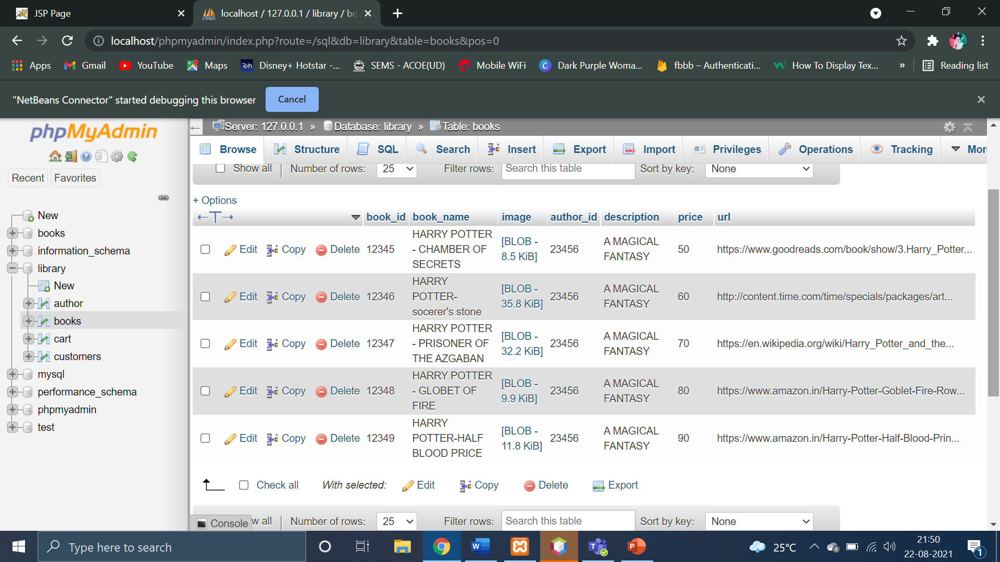 JSP Page
localhost / 127.0.0.1 / library / bo
localhost/phpmyadmin/index.php?route=/sql&db=library&table=books&pos=0
Apps
Gmail
YouTube
Maps
Disney+ Hotstar -...
SEMS - ACOE(UD)
Mobile WiFi
Dark Purple Woma...
fbbb – Authenticati...
How To Display Tex...
»
Reading list
"NetBeans Connector" started debugging this browser
Cancel
phpMyAdmin
Recent
Favorites
New
books
information_schema
library
New
author
books
cart
customers
mysql
performance_schema
phpmyadmin
test
Server: 127.0.0.1 » Database: library » Table: books
Browse
Structure
SQL
Search
Insert
Export
Import
Privileges
Operations
Tracking
Mor
Show all
Number of rows: 25
Filter rows: Search this table
Sort by key: None
+ Options
book_id book_name image author_id description price url
Edit Copy Delete 12345
HARRY POTTER
- CHAMBER OF
SECRETS
[BLOB -
8.5 KiB]
23456
A MAGICAL
FANTASY
50
https://www.goodreads.com/book/show/3.Harry_Potter...
Edit Copy Delete 12346
HARRY
POTTER-
socerer's stone
[BLOB -
35.8 KiB]
23456
A MAGICAL
FANTASY
60
http://content.time.com/time/specials/packages/art...
Edit Copy Delete 12347
HARRY POTTER
- PRISONER OF
THE AZGABAN
[BLOB -
32.2 KiB]
23456
A MAGICAL
FANTASY
70
https://en.wikipedia.org/wiki/Harry_Potter_and_the...
Edit Copy Delete 12348
HARRY POTTER
- GLOBET OF
FIRE
[BLOB -
9.9 KiB]
23456
A MAGICAL
FANTASY
80
https://www.amazon.in/Harry-Potter-Goblet-Fire-Row...
Edit Copy Delete 12349
HARRY
POTTER-HALF
BLOOD PRICE
[BLOB -
11.8 KiB]
23456
A MAGICAL
FANTASY
90
https://www.amazon.in/Harry-Potter-Half-Blood-Prin...
Check all
With selected:
Edit
Copy
Delete
Export
Console
w all
Number of rows: 25
Filter rows: Search this table
Sort by key: None
Type here to search
25°C
21:50
22-08-2021
1